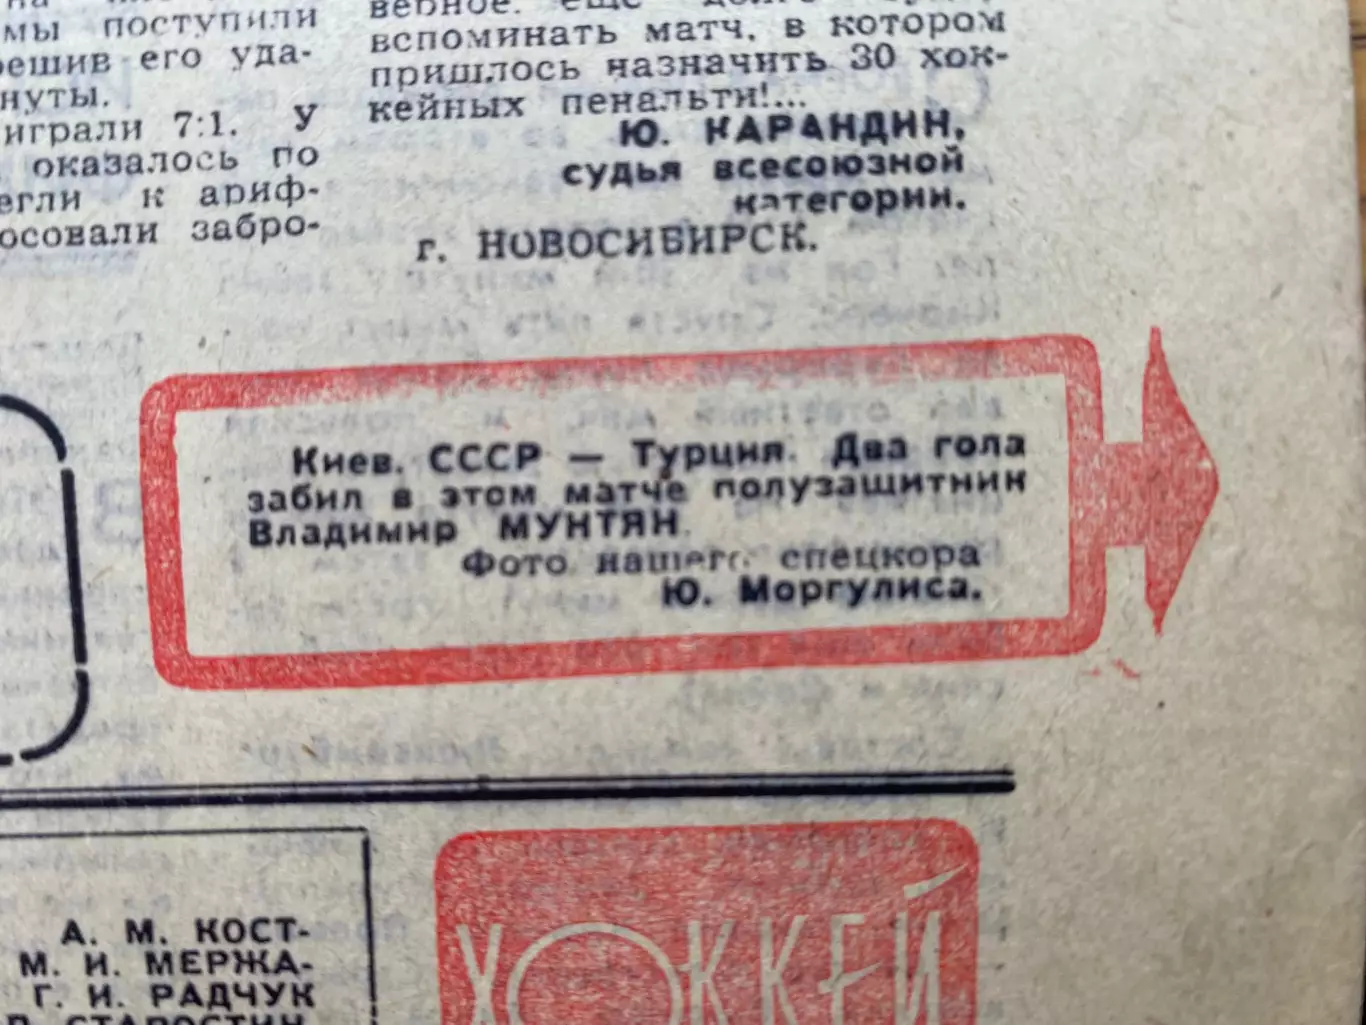 мы поступили
решив его уда-
нуты.
играли 7:1. У
оказалось по
егли к ариф-
осовали забро-
вспоминать матч, в котором
пришлось назначить 30 хок-
кейных пенальти!...
Ю. КАРАНДИН,
судья всесоюзной
категории.
г. НОВОСИБИРСК.
Киев. СССР — Турция. Два гола
забил в этом матче полузащитник
Владимир МУНТЯН.
Фото нашего спецкора
Ю. Моргулиса.
А. М. КОСТ-
М. И. МЕРЖА-
Г. И. РАДЧУК
СТАРОСТИН,
ХОККЕЙ